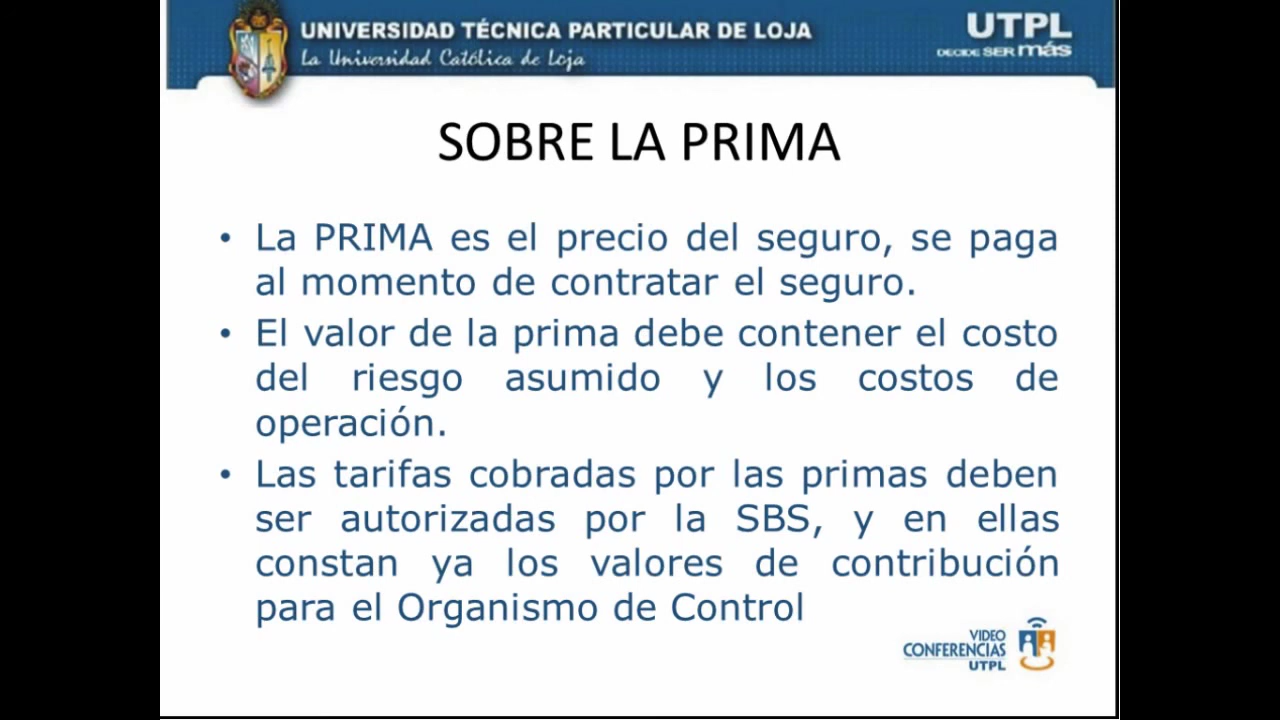 UNIVERSIDAD TÉCNICA PARTICULAR DE LOJA
La Universidad Católica de Loja
UTPL
DECIDE SER más
SOBRE LA PRIMA
• La PRIMA es el precio del seguro, se paga
al momento de contratar el seguro.
• El valor de la prima debe contener el costo
del riesgo asumido y los costos de
operación.
• Las tarifas cobradas por las primas deben
ser autorizadas por la SBS, y en ellas
constan ya los valores de contribución
para el Organismo de Control
VIDEO
CONFERENCIAS
UTPL